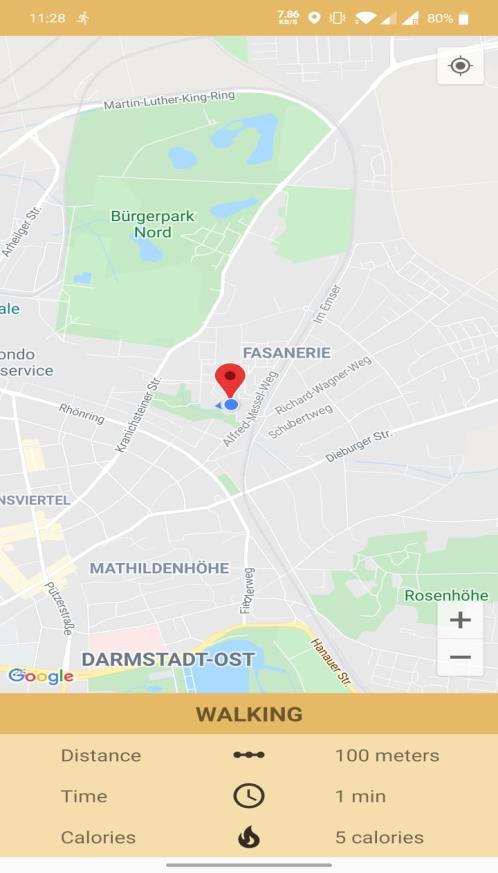 11:28
7.86
KB/S
80%
Martin-Luther-King-Ring
Arheilger Str.
Bürgerpark
Nord
ale
Im Emser
ondo
service
FASANERIE
Richard-Wagner-Weg
Rhönring
Kranichsteiner Str.
Alfred-Messel-Weg
Schubertweg
Dieburger Str.
NSVIERTEL
MATHILDENHÖHE
Fiedlerweg
Pützerstraße
Rosenhöhe
DARMSTADT-OST
Hanauer Str.
Google
WALKING
Distance 100 meters
Time 1 min
Calories 5 calories